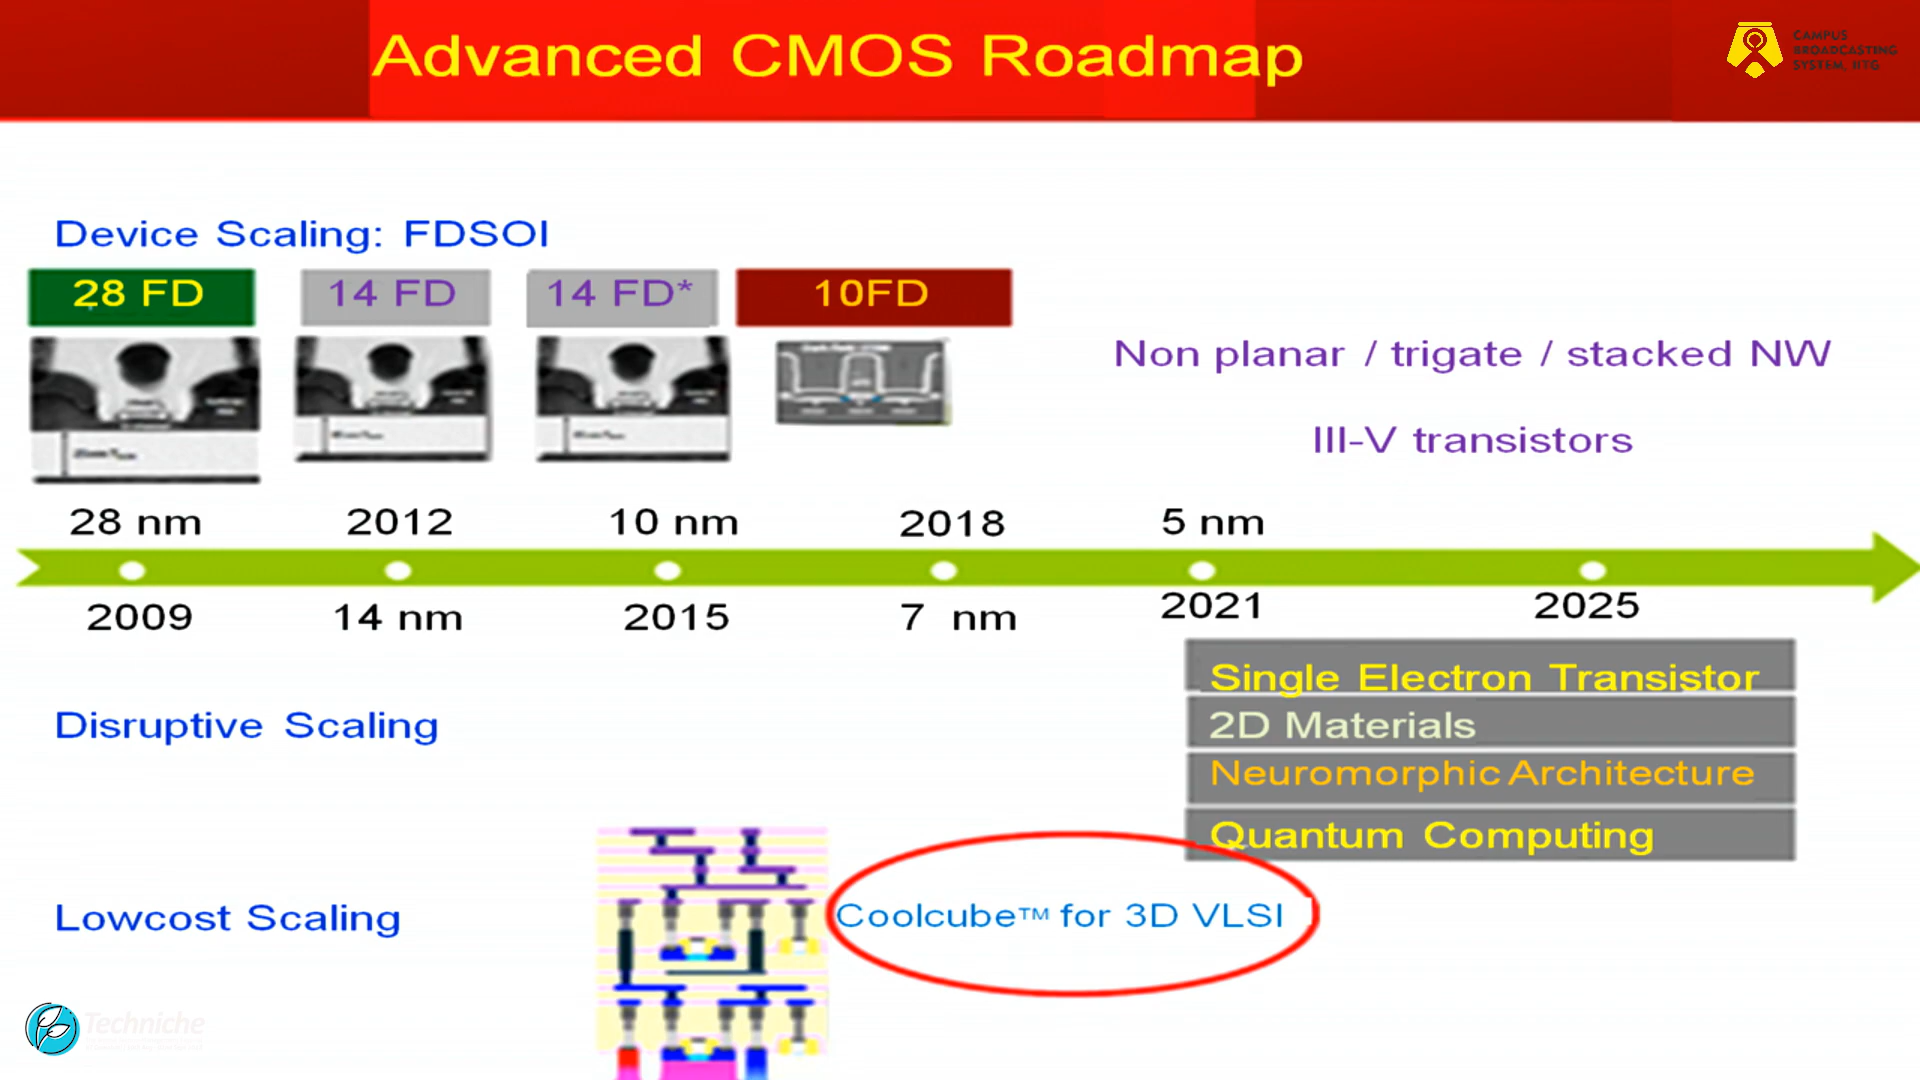 Advanced CMOS Roadmap
CAMPUS
BROADCASTING
SYSTEM, IITG
Device Scaling: FDSOI
28 FD
14 FD
14 FD*
10FD
Non planar / trigate / stacked NW
III-V transistors
28 nm
2012
10 nm
2018
5 nm
2009
14 nm
2015
7 nm
2021
2025
Single Electron Transistor
Disruptive Scaling
2D Materials
Neuromorphic Architecture
Quantum Computing
Lowcost Scaling
Coolcube™ for 3D VLSI
Techniche